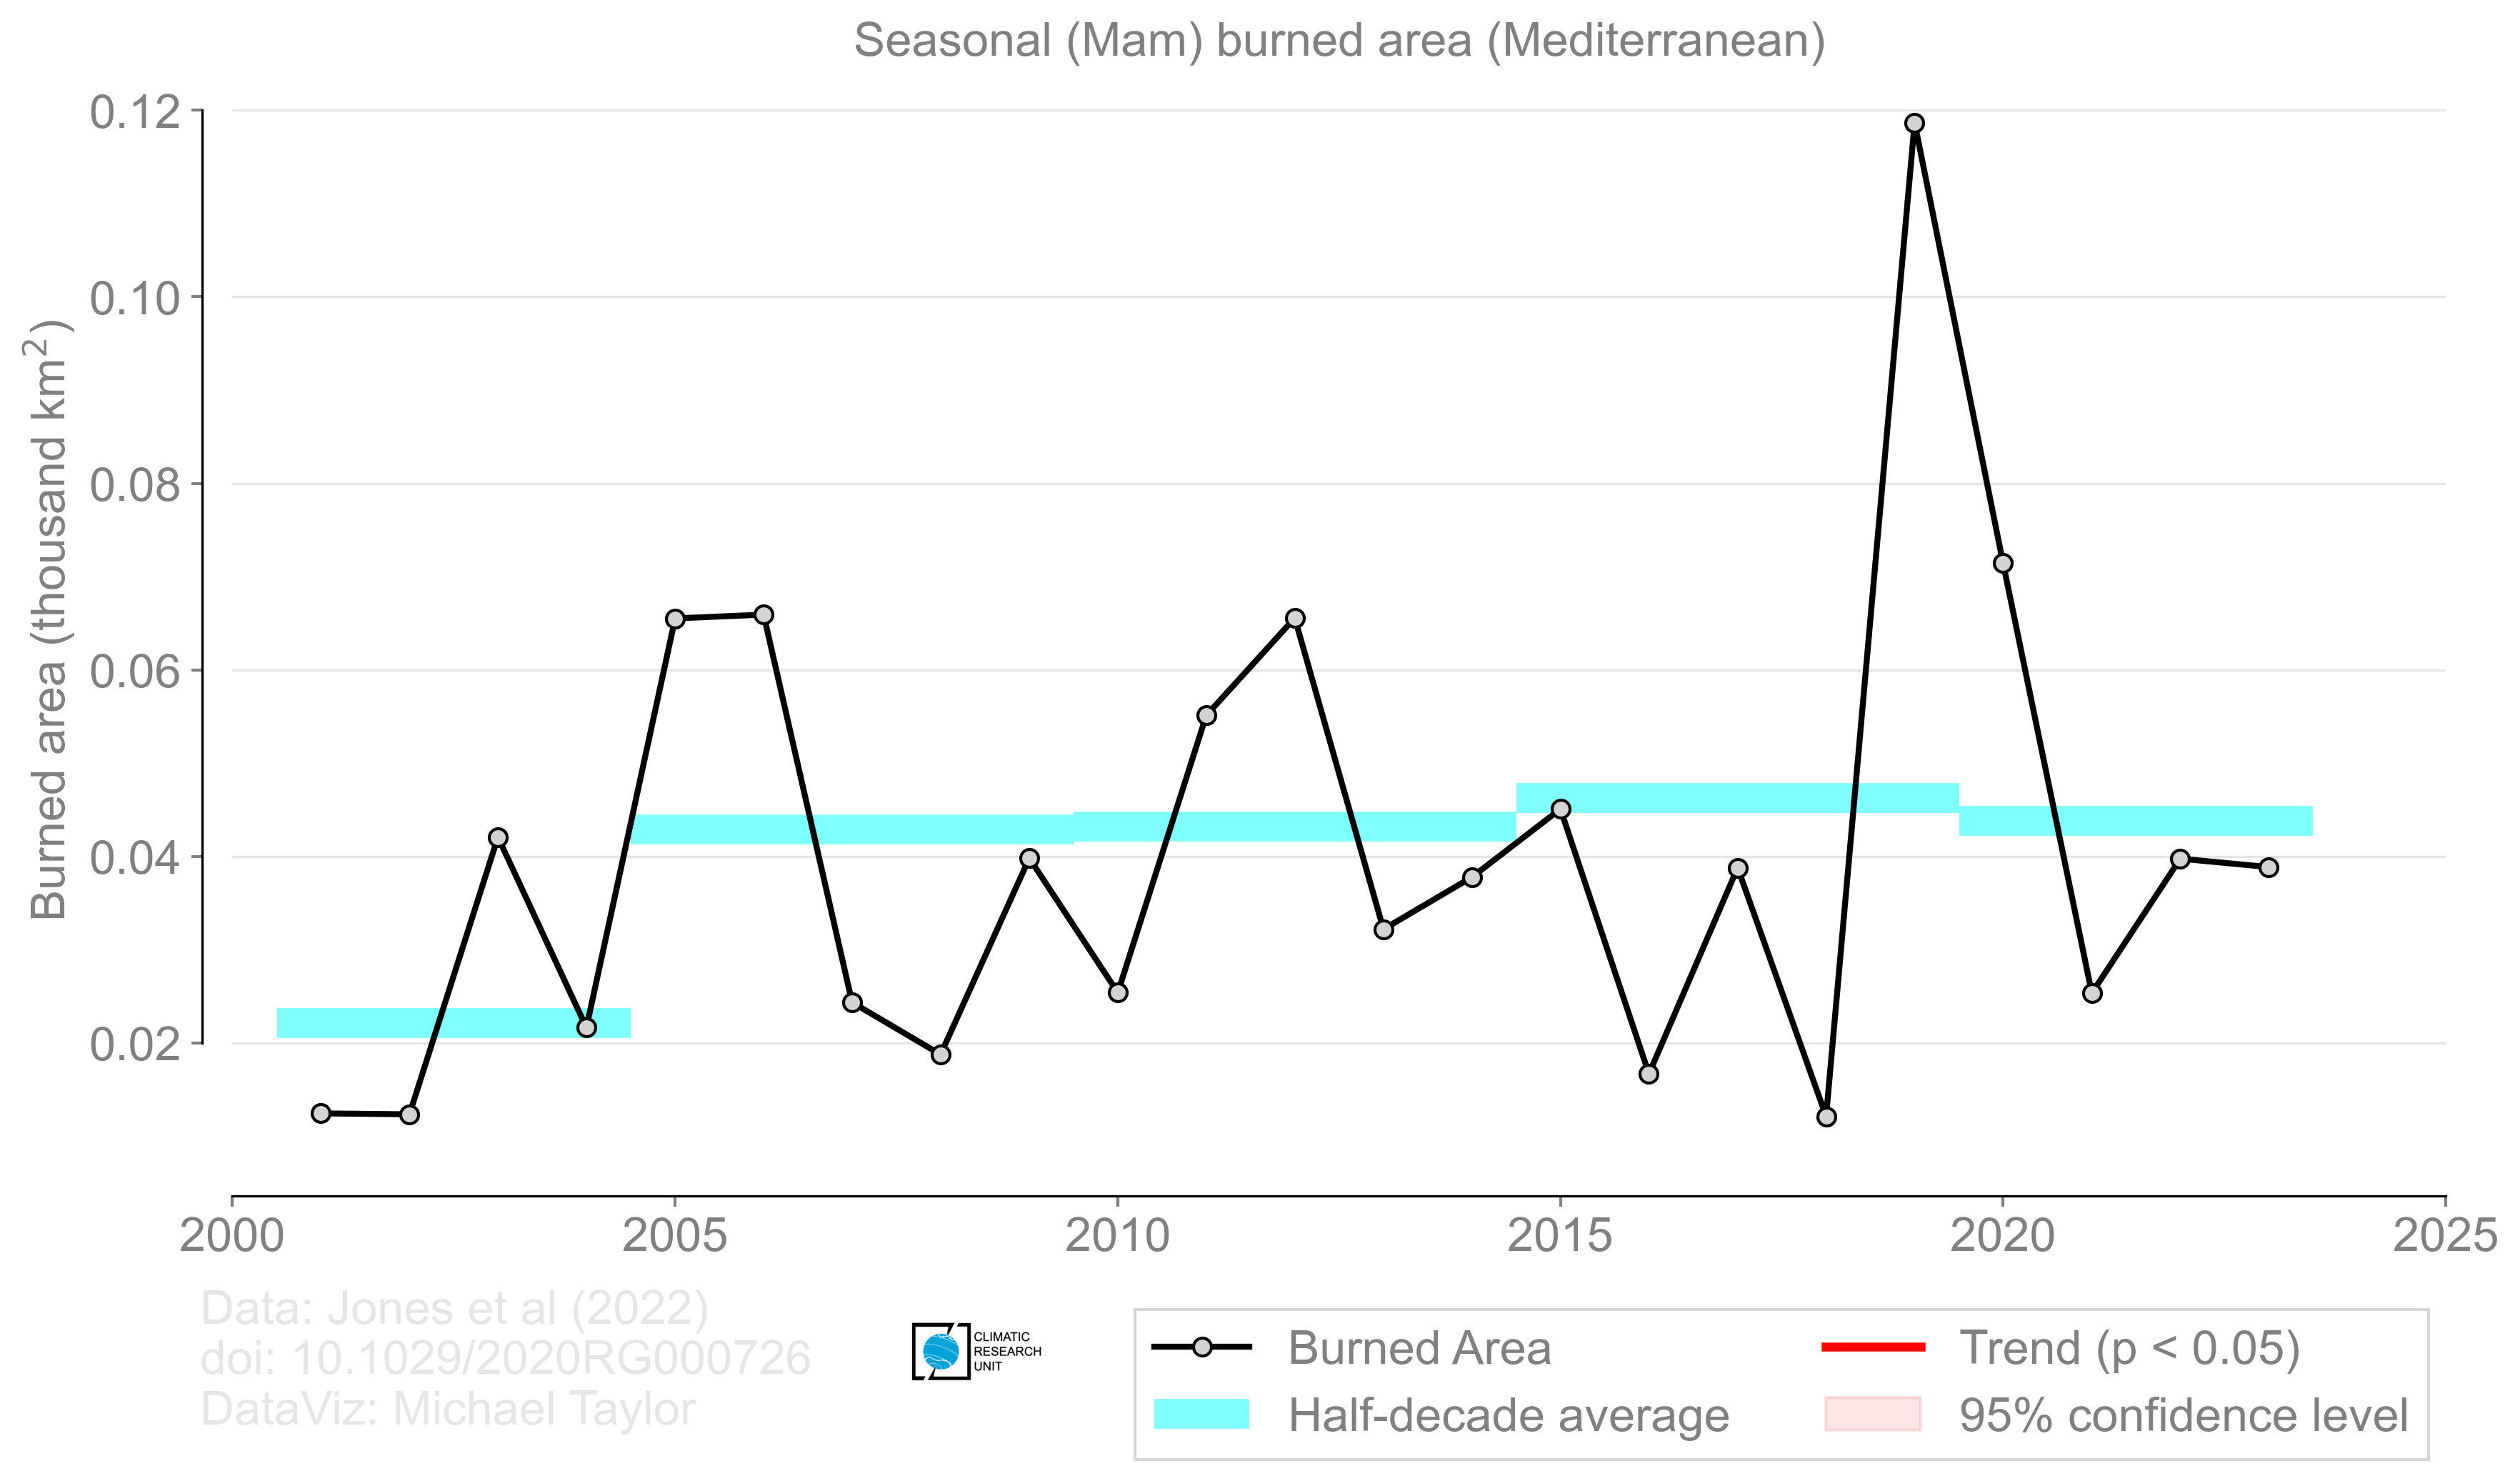 Seasonal (Mam) burned area (Mediterranean)
Burned area (thousand km²)
0.12
0.10
0.08
0.06
0.04
0.02
2000 2005 2010 2015 2020 2025
Data: Jones et al (2022)
doi: 10.1029/2020RG000726
DataViz: Michael Taylor
CLIMATIC
RESEARCH
UNIT
Burned Area
Half-decade average
Trend (p < 0.05)
95% confidence level